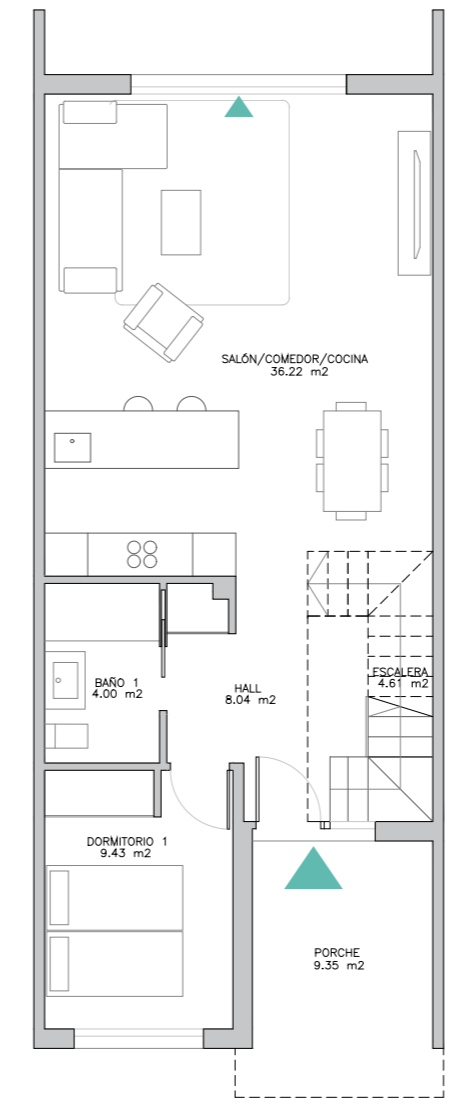 SALÓN/COMEDOR/COCINA
36.22 m2
ESCALERA
4.61 m2
BAÑO 1
4.00 m2
HALL
8.04 m2
DORMITORIO 1
9.43 m2
PORCHE
9.35 m2